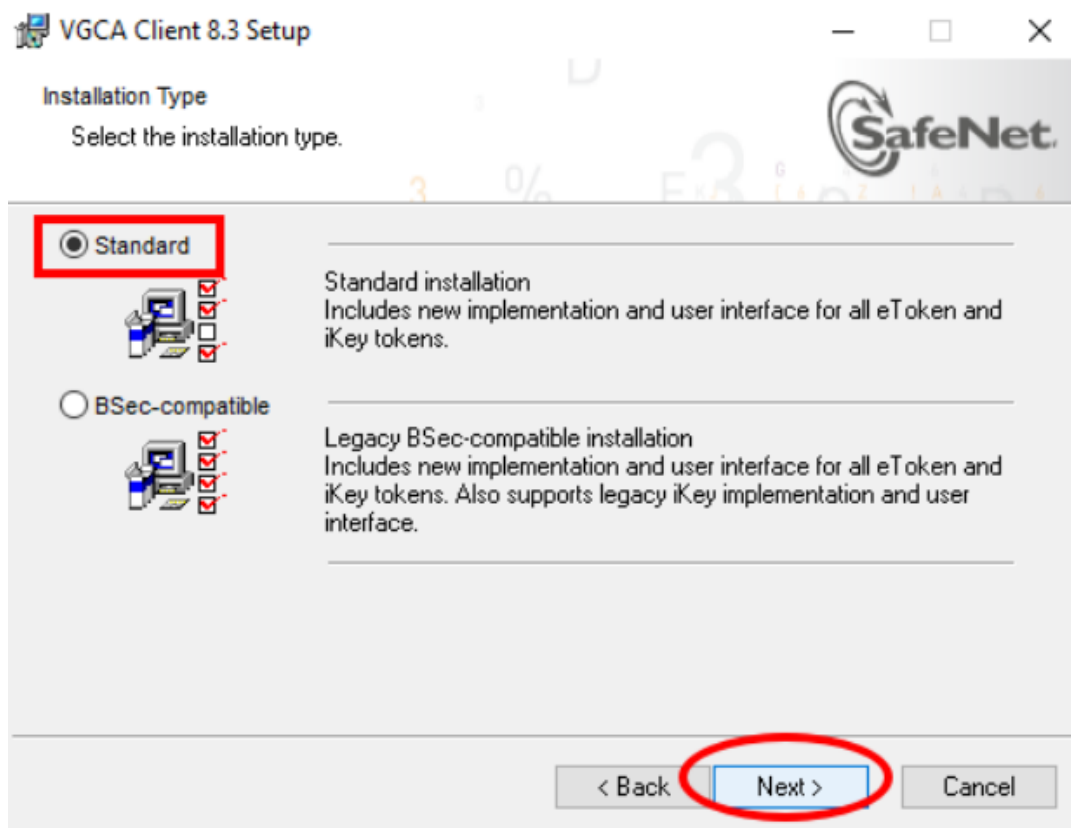 VGCA Client 8.3 Setup
Installation Type
Select the installation type.
SafeNet.
Standard
Standard installation
Includes new implementation and user interface for all eToken and
iKey tokens.
BSec-compatible
Legacy BSec-compatible installation
Includes new implementation and user interface for all eToken and
iKey tokens. Also supports legacy iKey implementation and user
interface.
< Back
Next >
Cancel